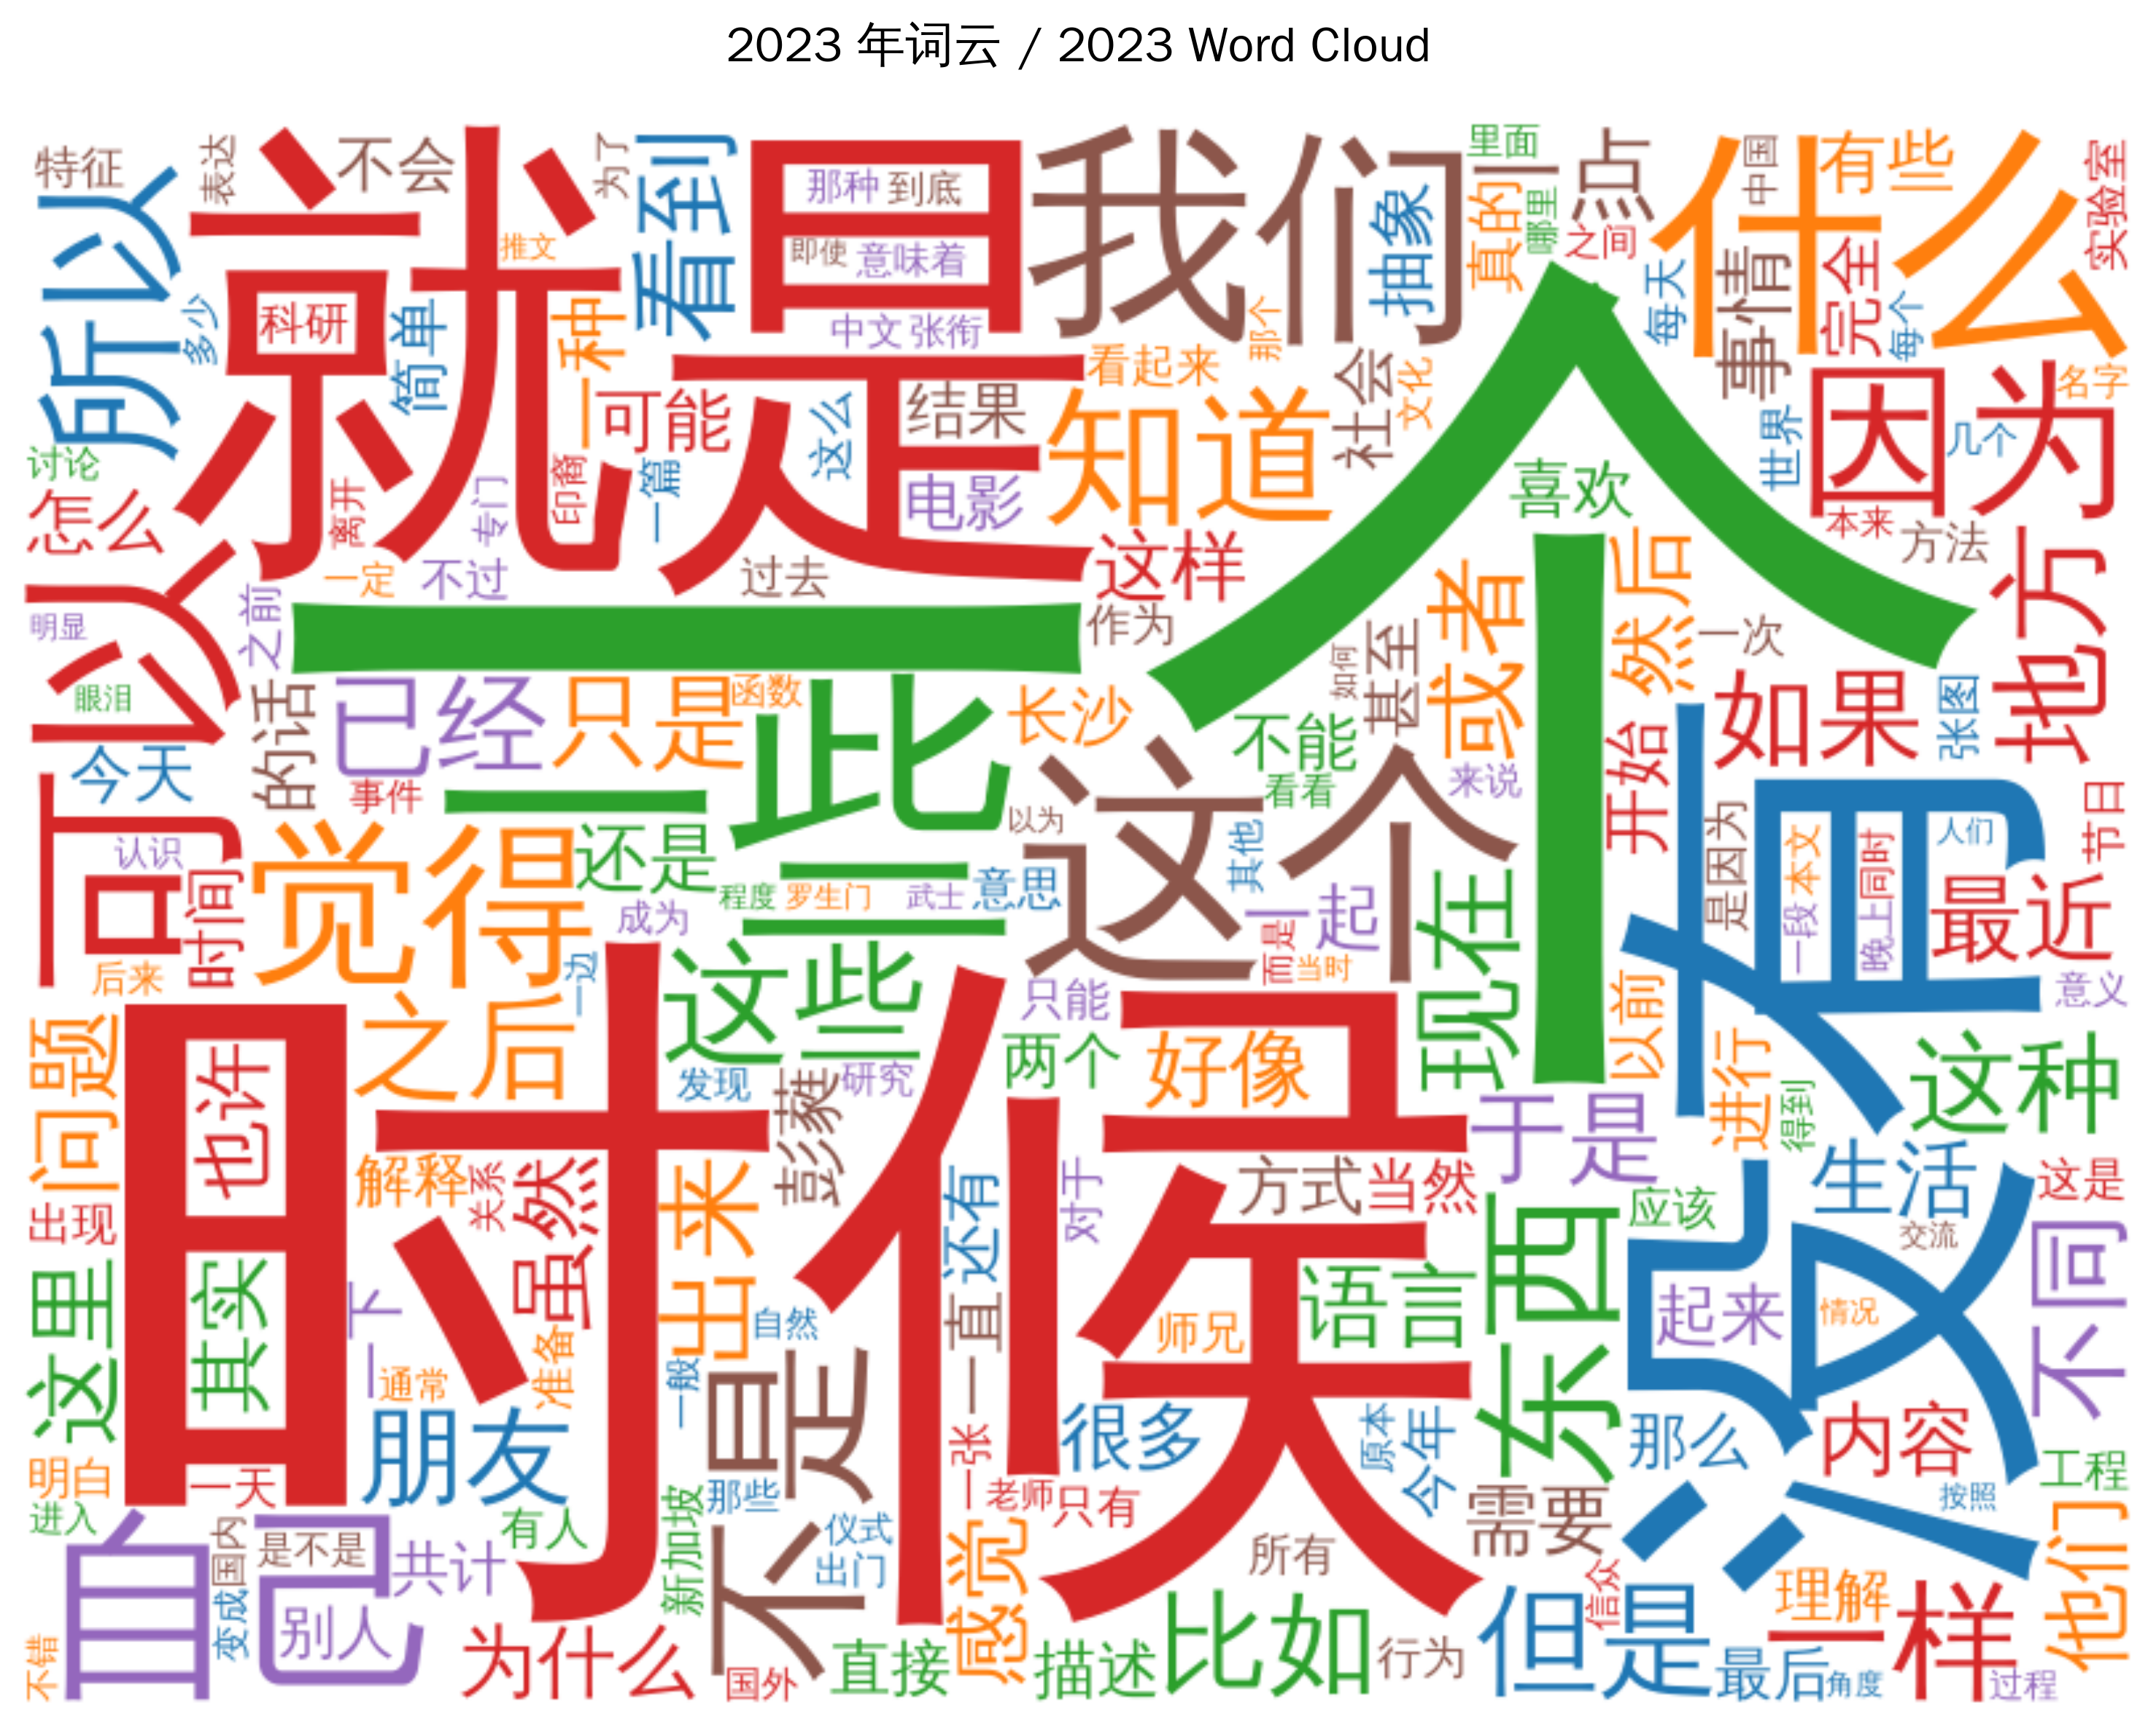 2023 年词云 / 2023 Word Cloud
特征
表达
不会
为了
看到
就是
那种
到底
即使
意味着
中文
张衔
我们
抽象
里面
真的
哪里
一点
之间
什么
中国
有些
实验室
所以
多少
科研
简单
推文
一种
可能
印裔
一篇
这么
结果
电影
看起来
那个
知道
社会
文化
每天
事情
完全
每个
世界
因为
名字
几个
本来
方法
讨论
怎么
离开
专门
一定
不过
过去
这样
作为
喜欢
一个
或者
然后
一次
地方
可以
明显
之前
眼泪
今天
的话
已经
只是
函数
一些
长沙
不能
如何
甚至
看看
来说
开始
如果
张图
节日
事件
认识
时间
觉得
还是
以为
这个
其他
程度
罗生门
武士
意思
成为
一起
而是
当时
现在
没有
是因为
一段
本文
晚上
同时
人们
最近
意义
后来
一边
之后
这些
只能
两个
好像
以前
进行
得到
这种
问题
时候
也许
发现
研究
彭蕤
解释
关系
虽然
出来
还有
对于
方式
当然
于是
东西
应该
生活
交流
这是
出现
这里
其实
一下
通常
准备
自然
一般
不是
一直
师兄
语言
起来
情况
不同
明白
进入
一天
朋友
有人
新加坡
那些
仪式
出门
一张
老师
很多
只有
原本
今年
需要
那么
内容
工程
按照
自己
国内
是不是
别人
共计
变成
不错
为什么
国外
直接
感觉
描述
比如
所有
行为
信众
但是
理解
一样
最后
角度
过程
他们